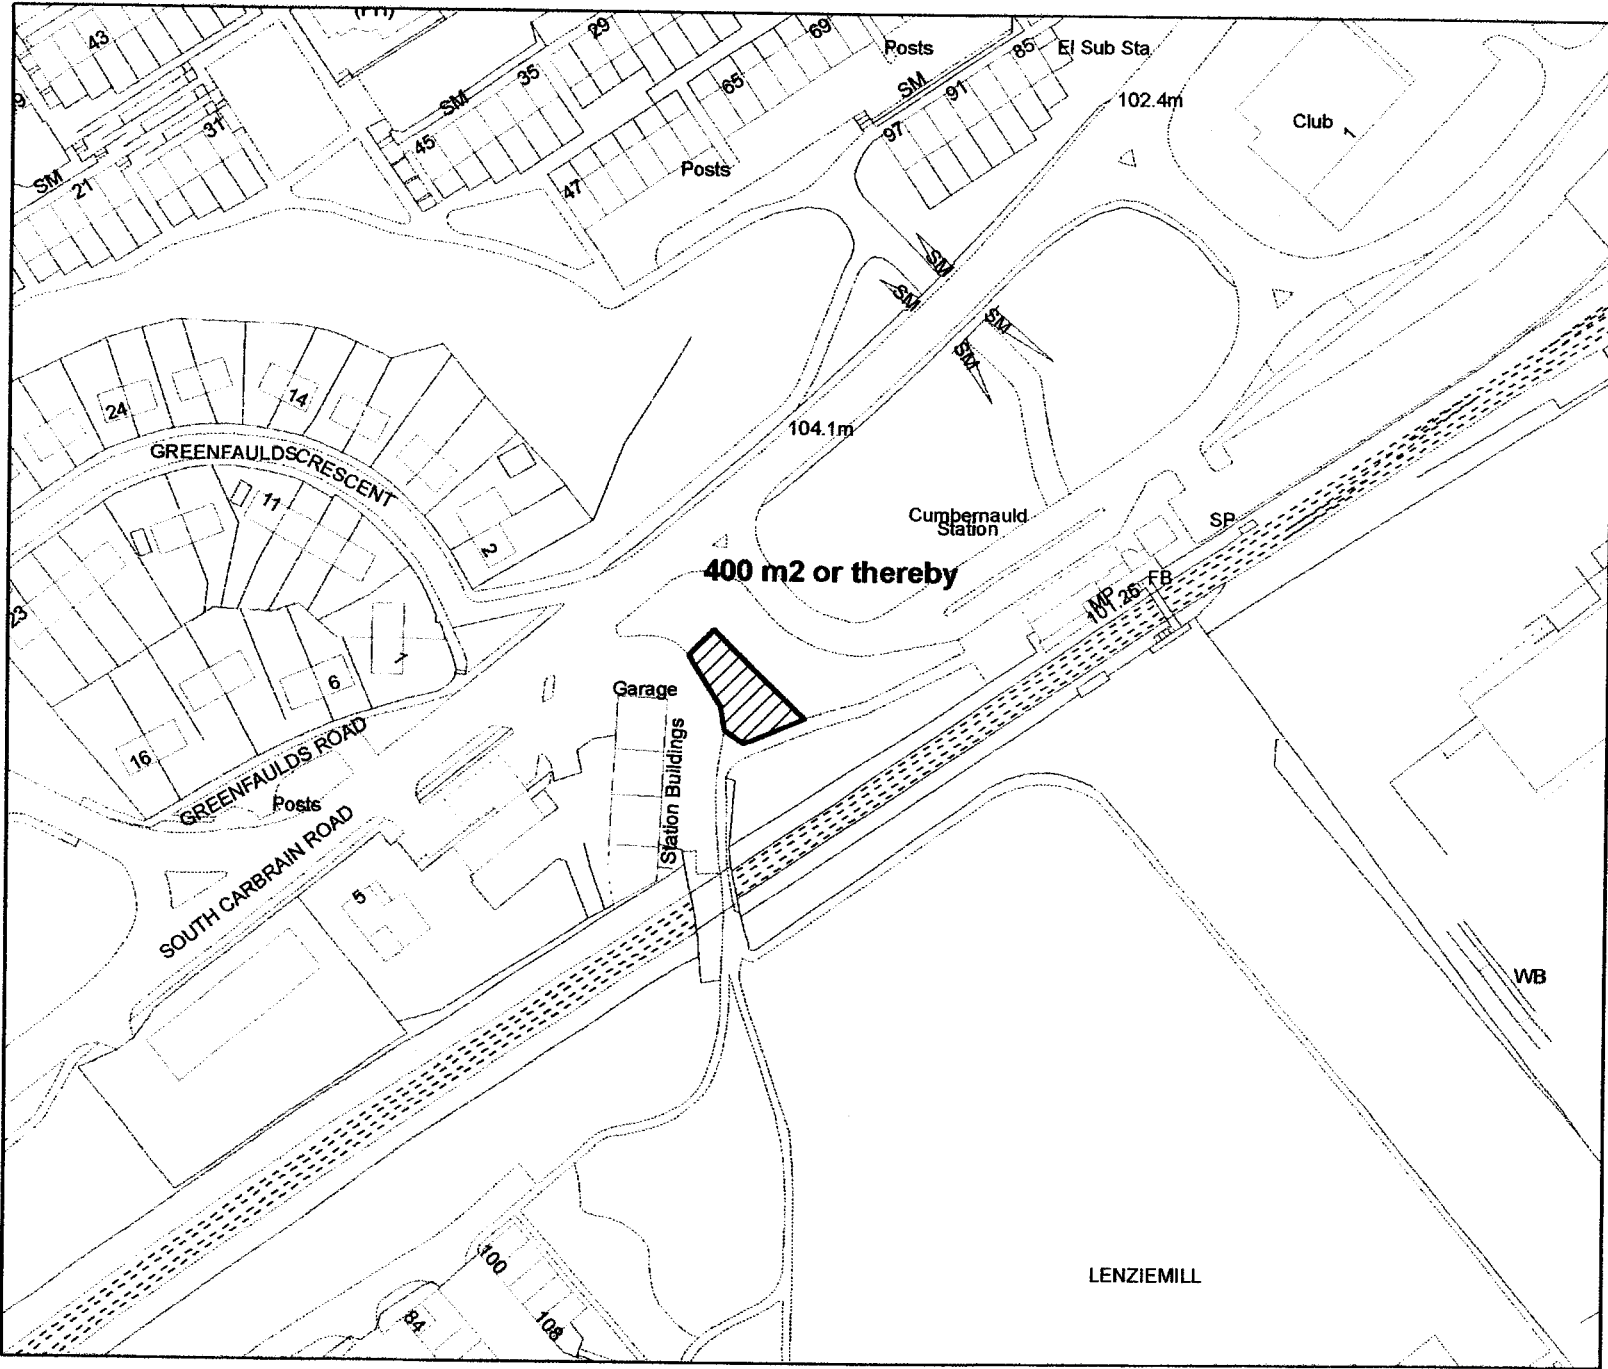 (PH)
43
29
69
Posts
85
El Sub Sta
9
SM
35
65
SM
91
102.4m
31
45
97
Club
1
SM
21
47
Posts
SM
SM
SM
SM
24
14
104.1m
GREENFAULDS CRESCENT
11
2
Cumbernauld
Station
SP
400 m2 or thereby
FB
MP
101.25
23
1
6
Garage
16
GREENFAULDS ROAD
Station Buildings
Posts
SOUTH CARBRAIN ROAD
5
WB
100
LENZIEMILL
84
108